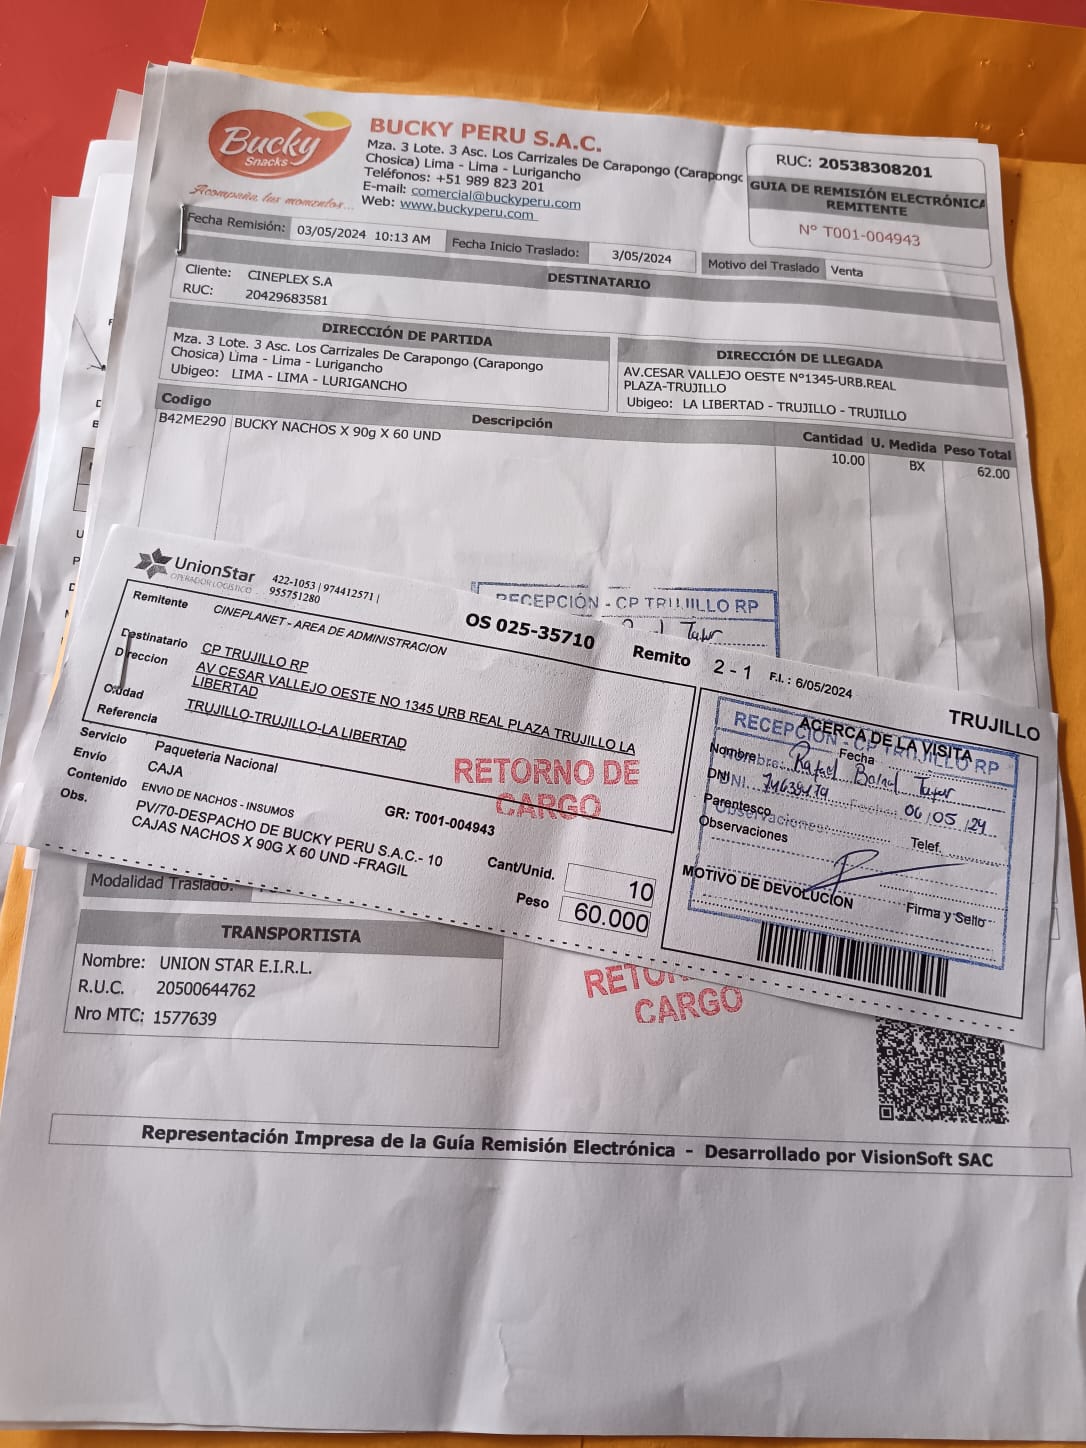 Bucky
Snacks
Acompaña tus momentos...
BUCKY PERU S.A.C.
Mza. 3 Lote. 3 Asc. Los Carrizales De Carapongo (Carapongo
Chosica) Lima - Lima - Lurigancho
Teléfonos: +51 989 823 201
E-mail: comercial@buckyperu.com
Web: www.buckyperu.com
RUC: 20538308201
GUIA DE REMISIÓN ELECTRÓNICA
REMITENTE
N° T001-004943
Fecha Remisión: 03/05/2024 10:13 AM Fecha Inicio Traslado: 3/05/2024 Motivo del Traslado Venta
DESTINATARIO
Cliente: CINEPLEX S.A
RUC: 20429683581
DIRECCIÓN DE PARTIDA
Mza. 3 Lote. 3 Asc. Los Carrizales De Carapongo (Carapongo
Chosica) Lima - Lima - Lurigancho
Ubigeo: LIMA - LIMA - LURIGANCHO
DIRECCIÓN DE LLEGADA
AV.CESAR VALLEJO OESTE N°1345-URB.REAL
PLAZA-TRUJILLO
Ubigeo: LA LIBERTAD - TRUJILLO - TRUJILLO
Codigo Descripción Cantidad U. Medida Peso Total
B42ME290 BUCKY NACHOS X 90g X 60 UND 10.00 BX 62.00
RECEPCIÓN - CP TRUJILLO RP
UnionStar
OPERADOR LOGISTICO
422-1053 | 974412571 |
955751280
OS 025-35710
Remito 2 - 1 F.I. : 6/05/2024
TRUJILLO
Remitente CINEPLANET - AREA DE ADMINISTRACION
Destinatario CP TRUJILLO RP
Direccion AV CESAR VALLEJO OESTE NO 1345 URB REAL PLAZA TRUJILLO LA
LIBERTAD
Ciudad TRUJILLO-TRUJILLO-LA LIBERTAD
Referencia
Servicio Paqueteria Nacional
Envío CAJA
Contenido ENVIO DE NACHOS - INSUMOS
GR: T001-004943
Obs. PV/70-DESPACHO DE BUCKY PERU S.A.C.- 10
CAJAS NACHOS X 90G X 60 UND -FRAGIL
Cant/Unid. 10
Peso 60.000
RETORNO DE
CARGO
ACERCA DE LA VISITA
RECEPCIÓN - CP TRUJILLO RP
Fecha
Nombre
Nombre: Rafael
DNI
DNI
Fecha: 06/05/24
Parentesco
Observaciones:
Observaciones
Telef.
MOTIVO DE DEVOLUCIÓN
Firma y Sello
Modalidad Traslado:
TRANSPORTISTA
Nombre: UNION STAR E.I.R.L.
R.U.C. 20500644762
Nro MTC: 1577639
CARGO
Representación Impresa de la Guía Remisión Electrónica - Desarrollado por VisionSoft SAC